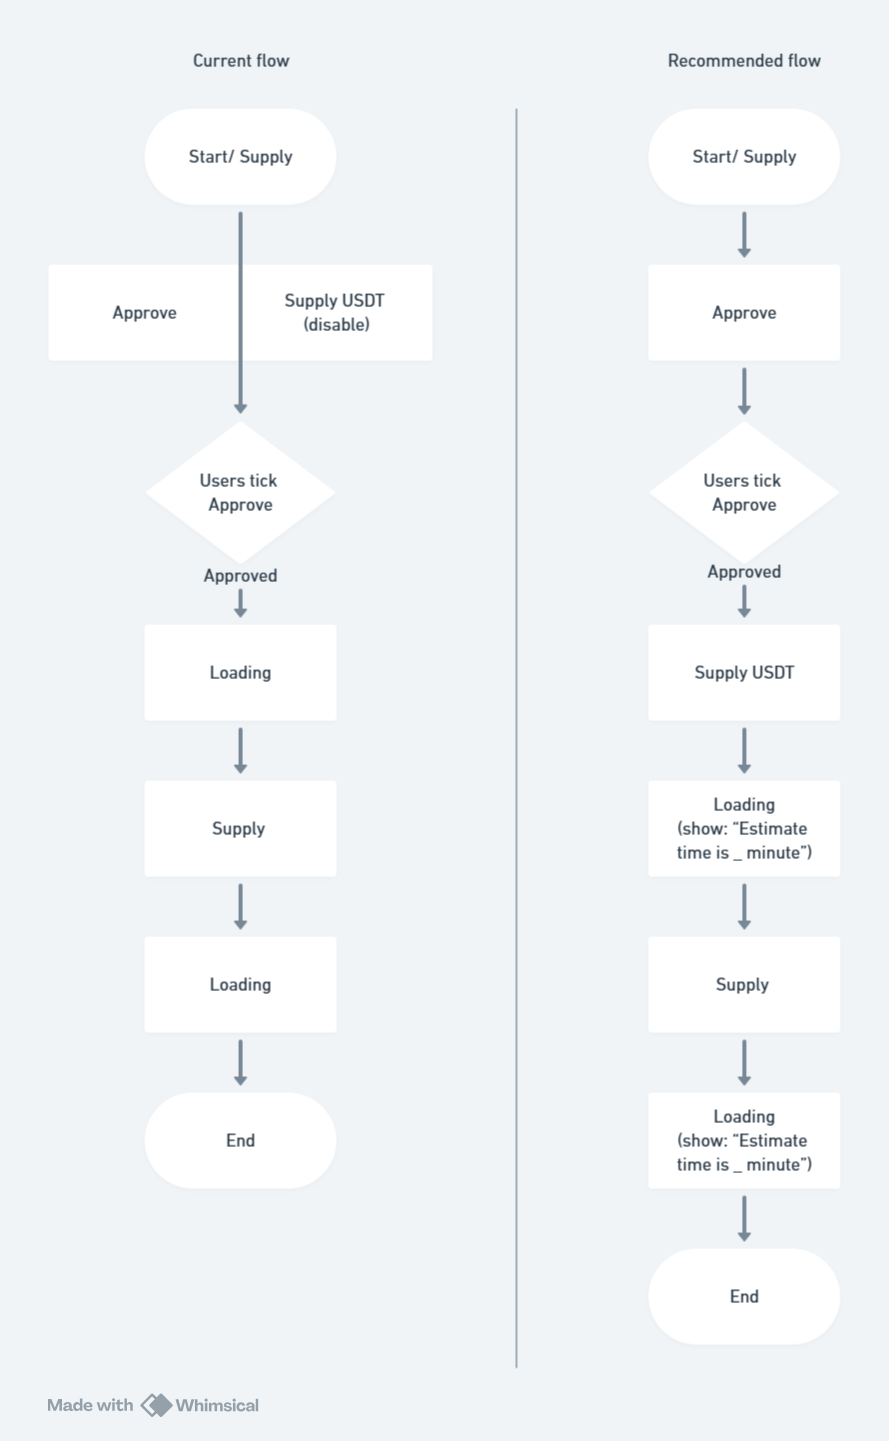 Current flow
Start/ Supply
Approve
Supply USDT
(disable)
Users tick
Approve
Approved
Loading
Supply
Loading
End
Recommended flow
Start/ Supply
Approve
Users tick
Approve
Approved
Supply USDT
Loading
(show: “Estimate
time is _ minute”)
Supply
Loading
(show: “Estimate
time is _ minute”)
End
Made with Whimsical